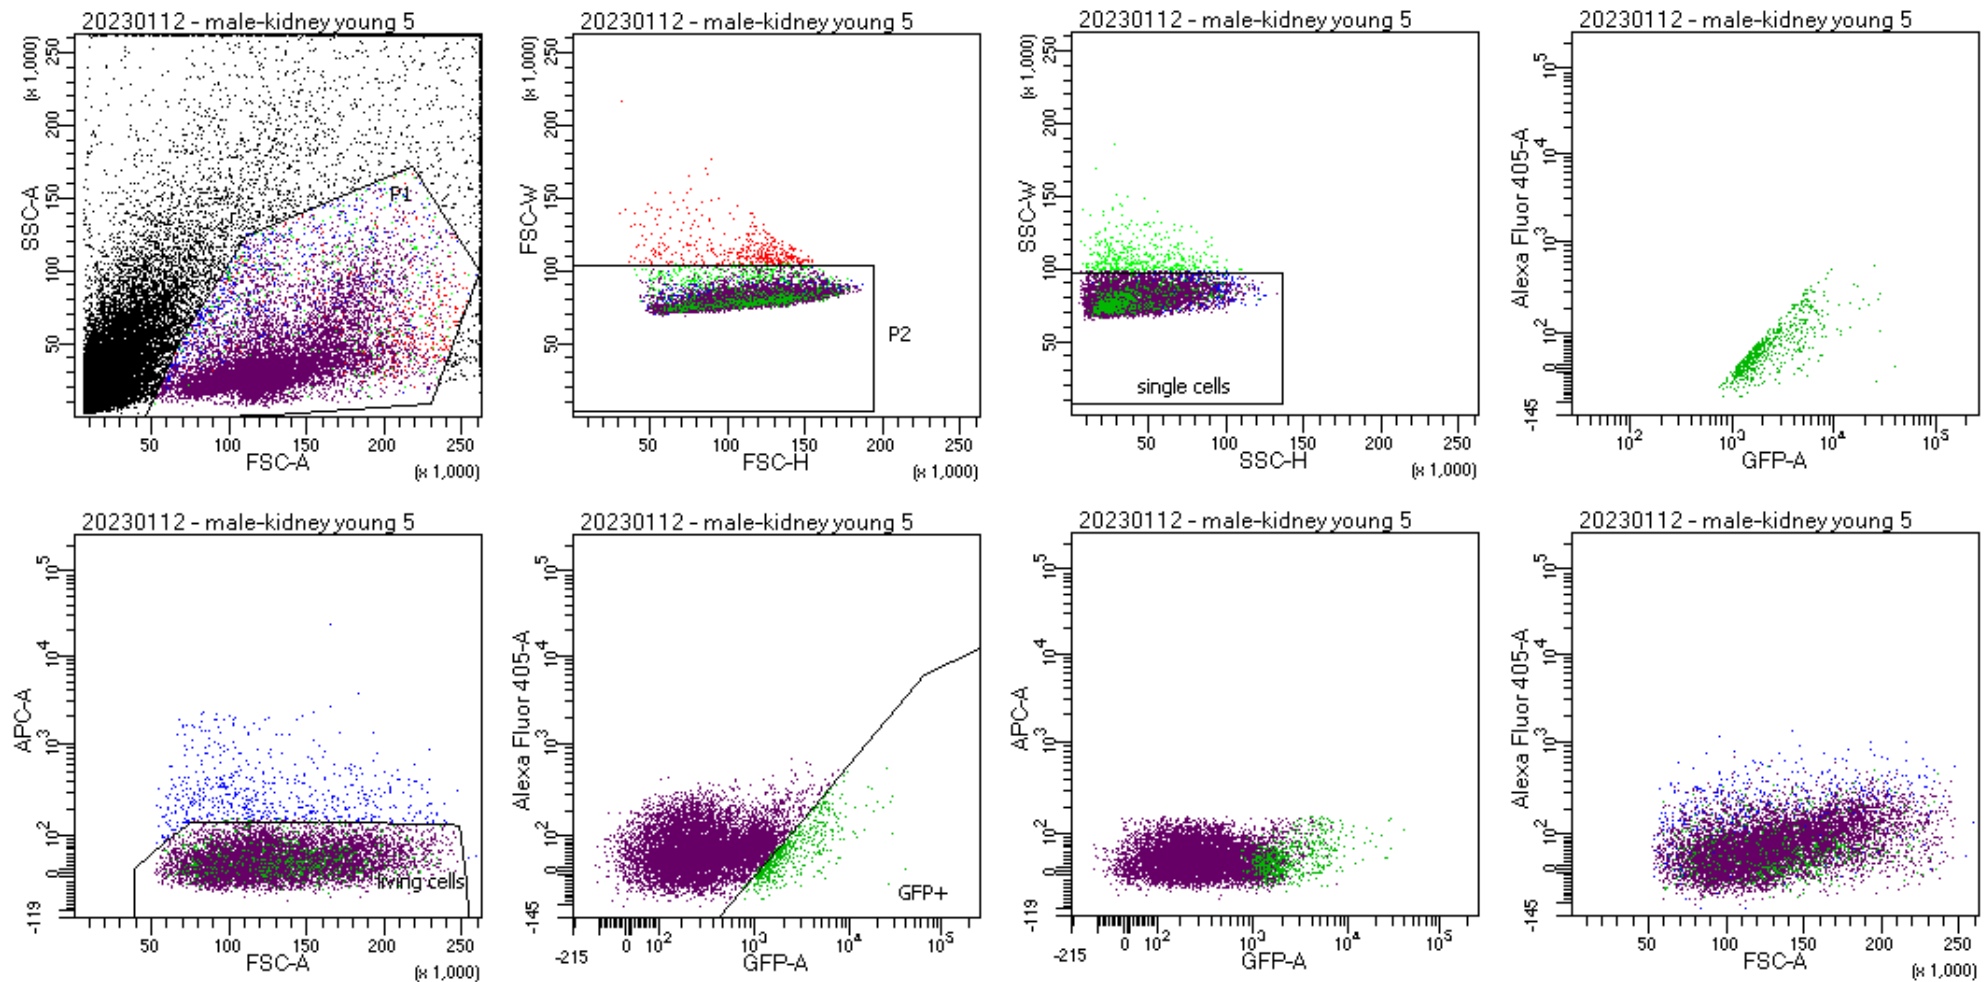 20230112 - male-kidney young 5
20230112 - male-kidney young 5
20230112 - male-kidney young 5
20230112 - male-kidney young 5
(x 1,000)
SSC-A
250
200
150
100
50
P1
50 100 150 200 250
FSC-A
(x 1,000)
(x 1,000)
FSC-W
250
200
150
100
50
P2
50 100 150 200 250
FSC-H
(x 1,000)
(x 1,000)
SSC-W
250
200
150
100
50
single cells
50 100 150 200 250
SSC-H
(x 1,000)
Alexa Fluor 405-A
10^5
10^4
10^3
10^2
0
-145
10^2 10^3 10^4 10^5
GFP-A
20230112 - male-kidney young 5
20230112 - male-kidney young 5
20230112 - male-kidney young 5
20230112 - male-kidney young 5
APC-A
10^5
10^4
10^3
10^2
0
-119
living cells
50 100 150 200 250
FSC-A
(x 1,000)
Alexa Fluor 405-A
10^5
10^4
10^3
10^2
0
-145
GFP+
-215 0 10^2 10^3 10^4 10^5
GFP-A
APC-A
10^5
10^4
10^3
10^2
0
-119
-215 0 10^2 10^3 10^4 10^5
GFP-A
Alexa Fluor 405-A
10^5
10^4
10^3
10^2
0
-145
50 100 150 200 250
FSC-A
(x 1,000)